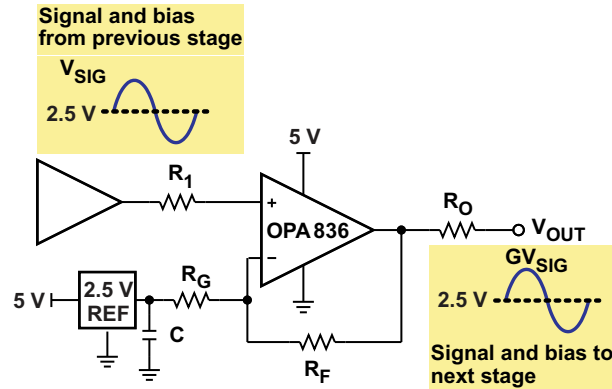 Signal and bias
from previous stage
VSIG
2.5 V
5 V
R1
RO
+
OPA836
VOUT
−
GVSIG
RG
5 V
2.5 V
REF
2.5 V
C
RF
Signal and bias to
next stage